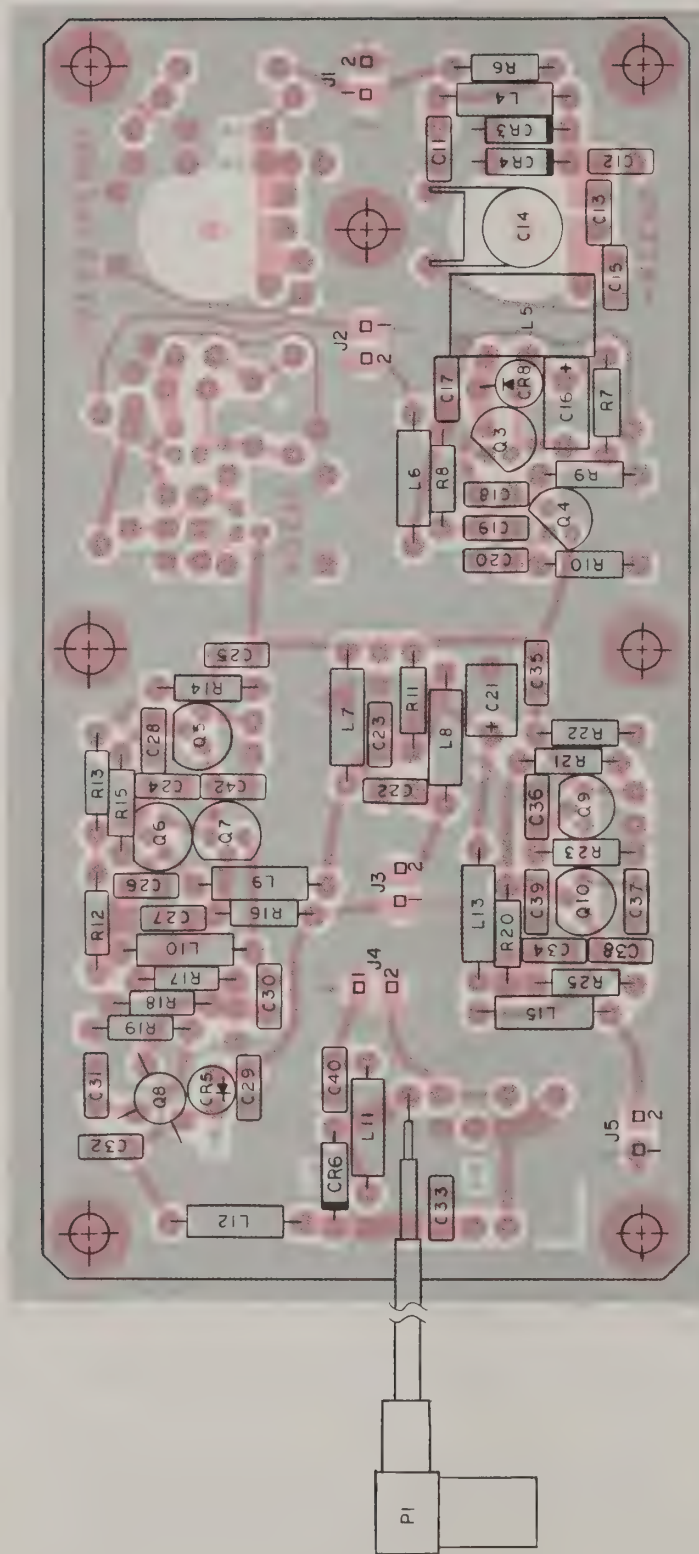 J1
1
2
R6
L4
CR3
CR4
C11
C12
C14
C13
C15
L5
J2
1
2
C17
CR8
C16
+
R7
Q3
L6
R8
R9
C18
C19
Q4
C20
R10
C25
R14
Q5
C28
L7
C23
R11
L8
C21
+
C35
R22
R21
R13
R15
C24
C42
C22
C36
Q9
Q6
Q7
R23
J3
1
2
L9
C26
R16
C27
R12
L13
R20
C39
Q10
C37
C34
C38
L10
R17
R18
R19
C30
J4
1
2
R25
L15
C31
Q8
CR5
C29
C40
L11
CR6
C32
L12
C33
J5
1
2
P1